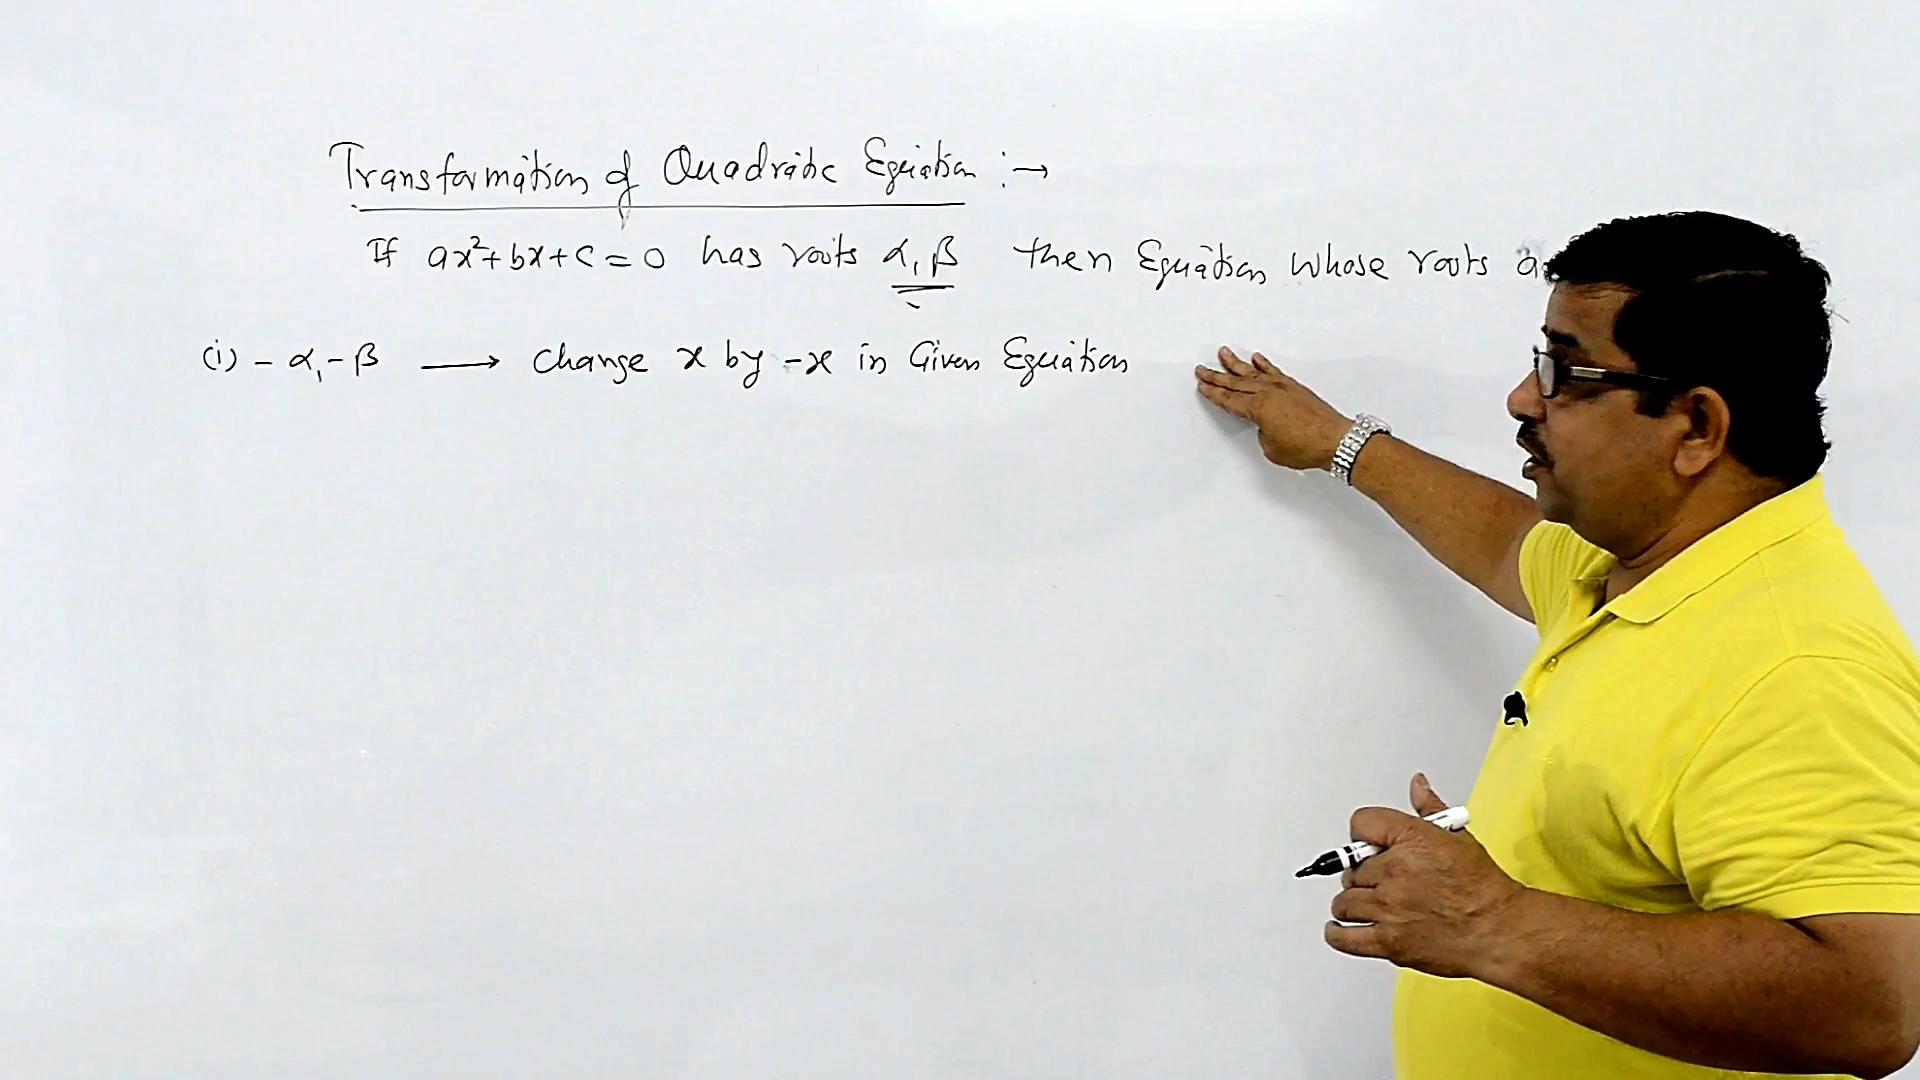 Transformation of Quadratic Equation :→
If ax²+bx+c=0 has roots α, β then Equation whose roots
(i) -α, -β → Change x by -x in Given Equation